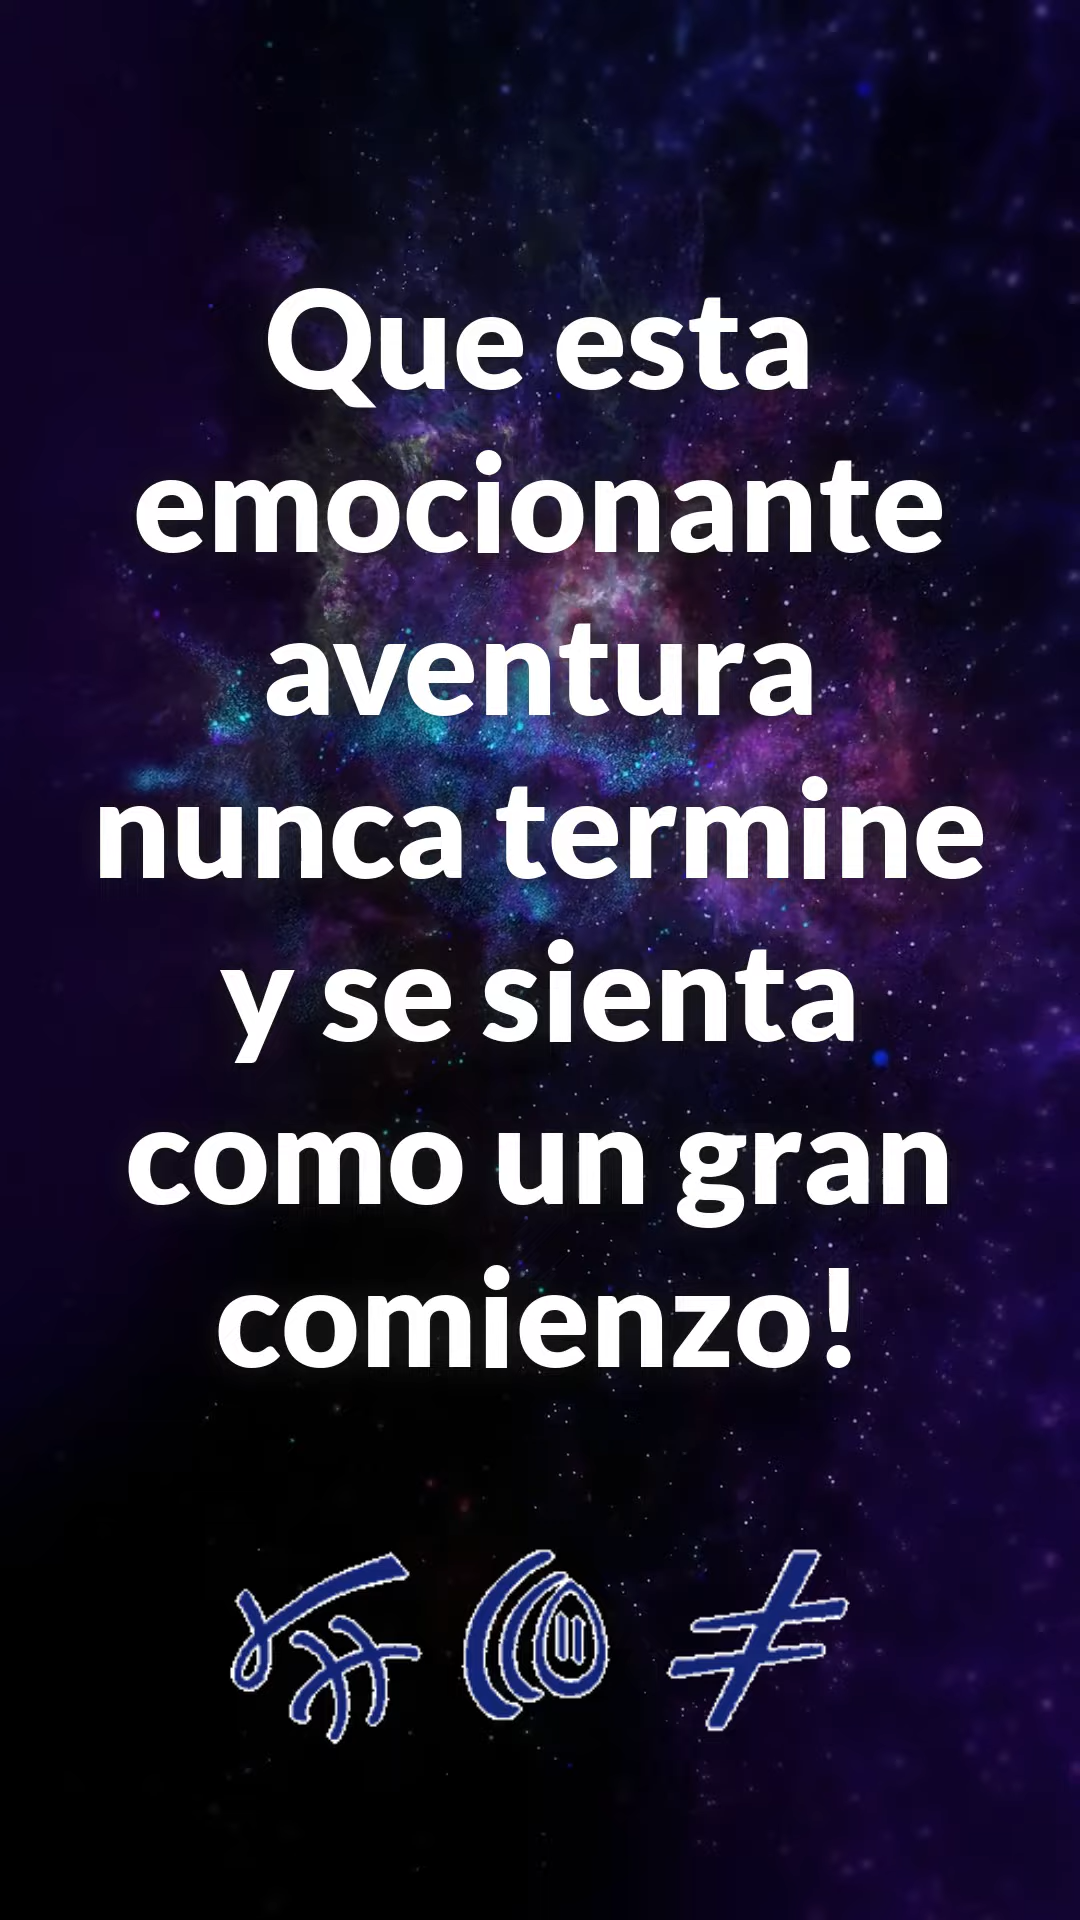 Que esta
emocionante
aventura
nunca termine
y se sienta
como un gran
comienzo!